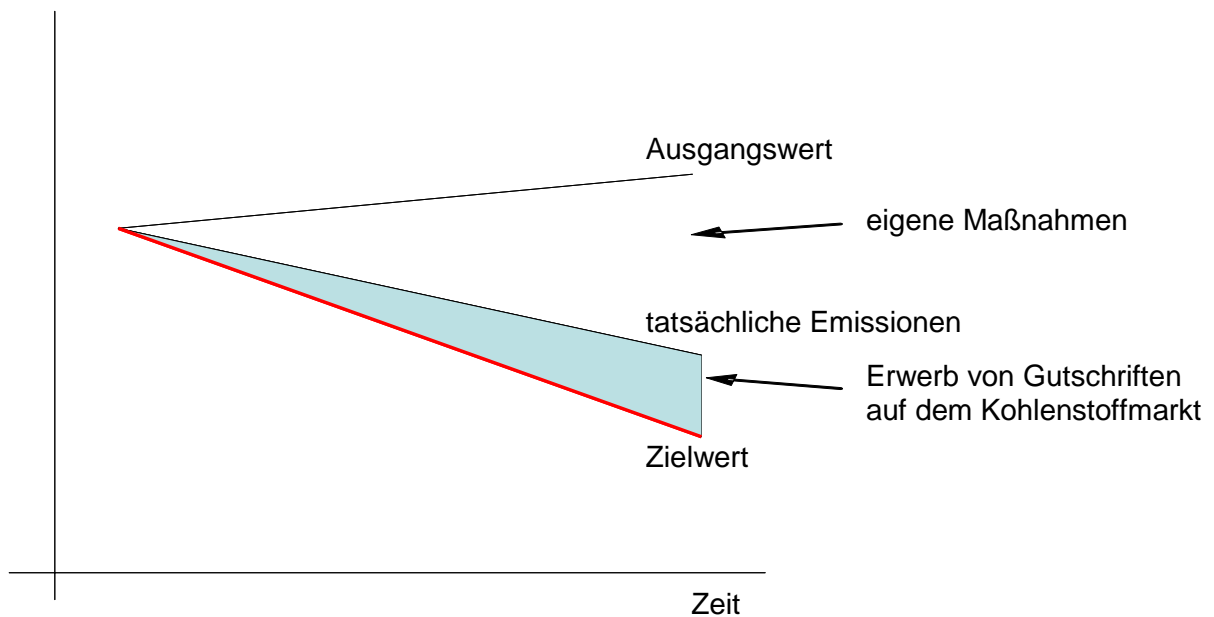 Ausgangswert
eigene Maßnahmen
tatsächliche Emissionen
Erwerb von Gutschriften
auf dem Kohlenstoffmarkt
Zielwert
Zeit